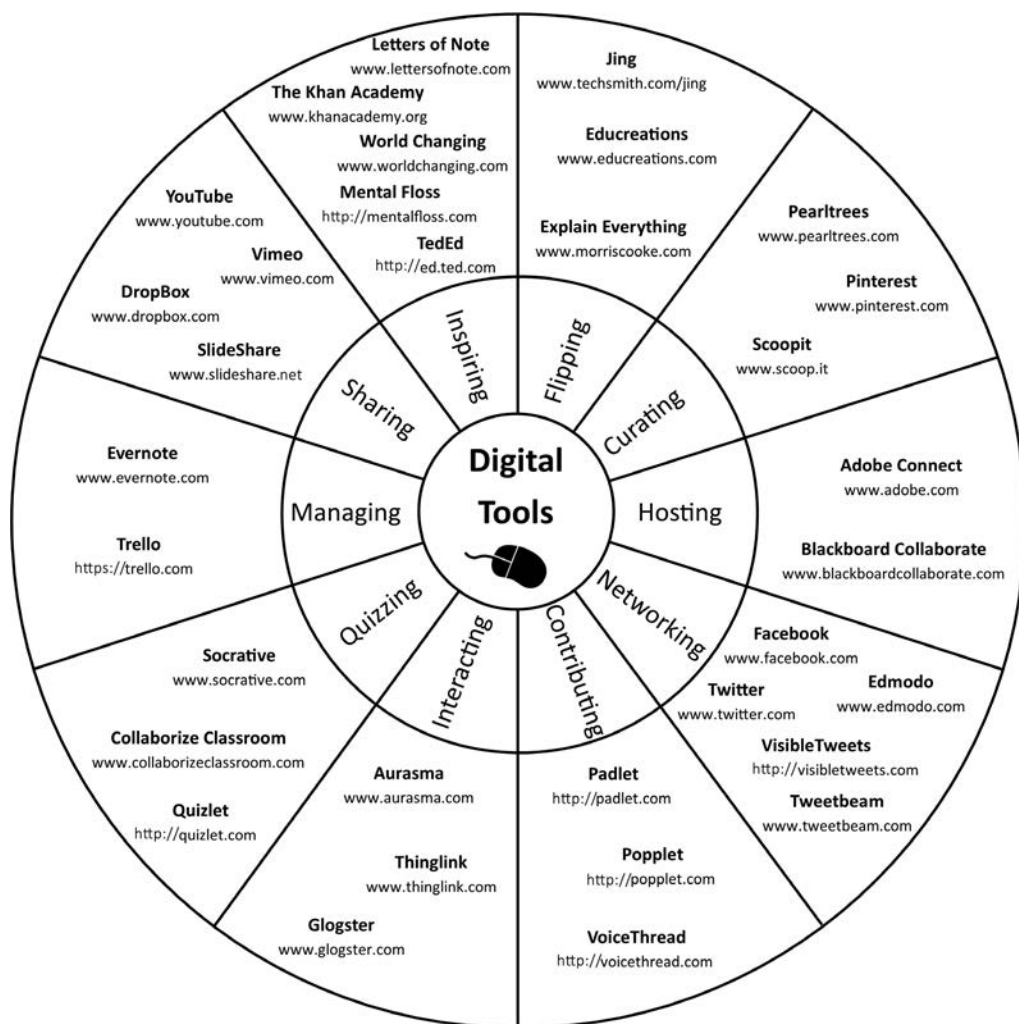 Digital
Tools
Inspiring
Letters of Note
www.lettersofnote.com
The Khan Academy
www.khanacademy.org
World Changing
www.worldchanging.com
Mental Floss
http://mentalfloss.com
TedEd
http://ed.ted.com
Flipping
Jing
www.techsmith.com/jing
Educreations
www.educreations.com
Explain Everything
www.morriscooke.com
Curating
Pearltrees
www.pearltrees.com
Pinterest
www.pinterest.com
Scoopit
www.scoop.it
Hosting
Adobe Connect
www.adobe.com
Blackboard Collaborate
www.blackboardcollaborate.com
Networking
Facebook
www.facebook.com
Twitter
www.twitter.com
Edmodo
www.edmodo.com
VisibleTweets
http://visibletweets.com
Tweetbeam
www.tweetbeam.com
Contributing
Padlet
http://padlet.com
Popplet
http://popplet.com
VoiceThread
http://voicethread.com
Interacting
Aurasma
www.aurasma.com
Thinglink
www.thinglink.com
Glogster
www.glogster.com
Quizzing
Socrative
www.socrative.com
Collaborize Classroom
www.collaborizeclassroom.com
Quizlet
http://quizlet.com
Managing
Evernote
www.evernote.com
Trello
https://trello.com
Sharing
YouTube
www.youtube.com
Vimeo
www.vimeo.com
DropBox
www.dropbox.com
SlideShare
www.slideshare.net